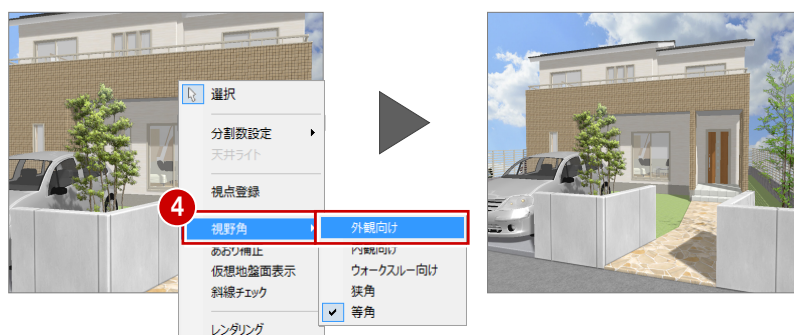 選択
分割数設定
天井ライト
視点登録
4
視野角
外観向け
あおり補正
内観向け
仮想地盤面表示
ウォークスルー向け
斜線チェック
狭角
等角
レンダリング